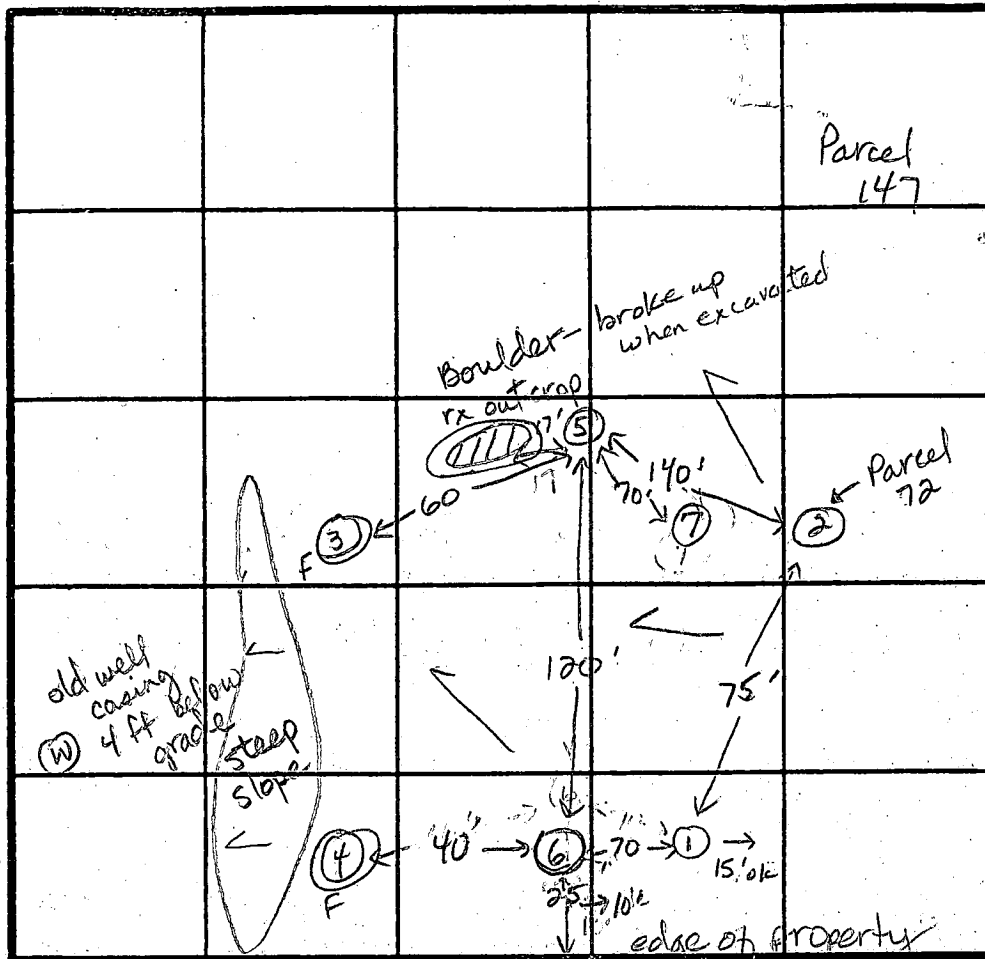 Parcel
147
Boulder - broke up
when excavated
rx outcrop
17'
5
17
60
140'
70'
Parcel
72
3
F
7
2
old well
casing
4 ft below
grade
W
steep
slope
120'
75'
4
F
40'
6
70
1
15' ok
25
edge of property